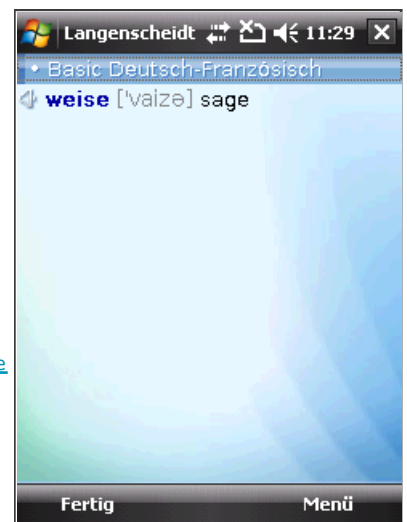 Langenscheidt 11:29
• Basic Deutsch-Französisch
weise ['vaizə] sage
e
Fertig Menü